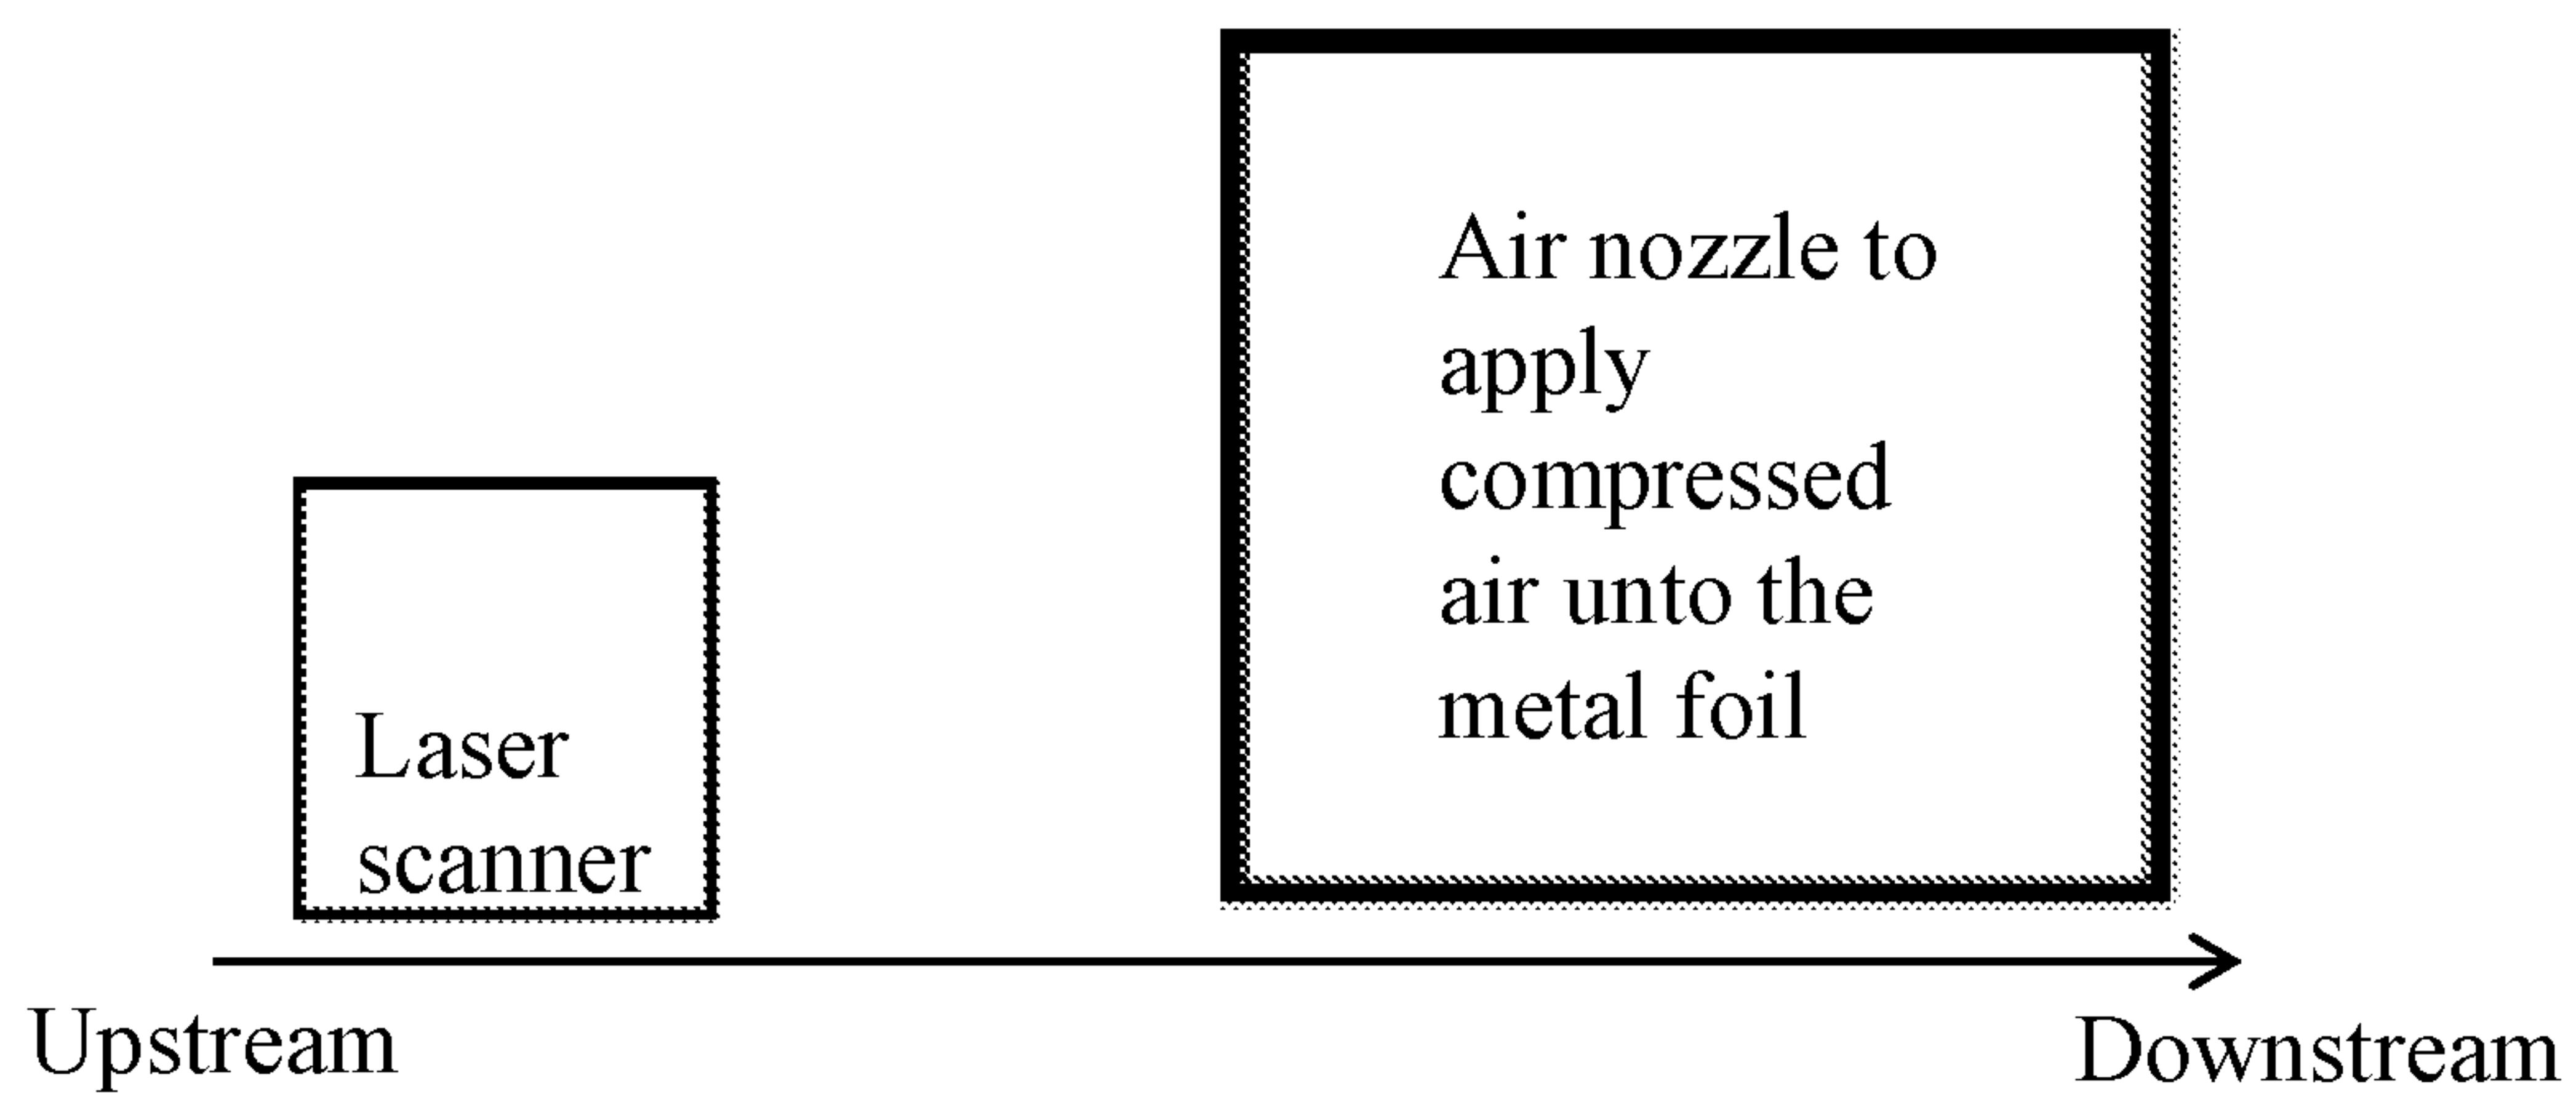 Air nozzle to
apply
compressed
air unto the
metal foil
Laser
scanner
Upstream
Downstream